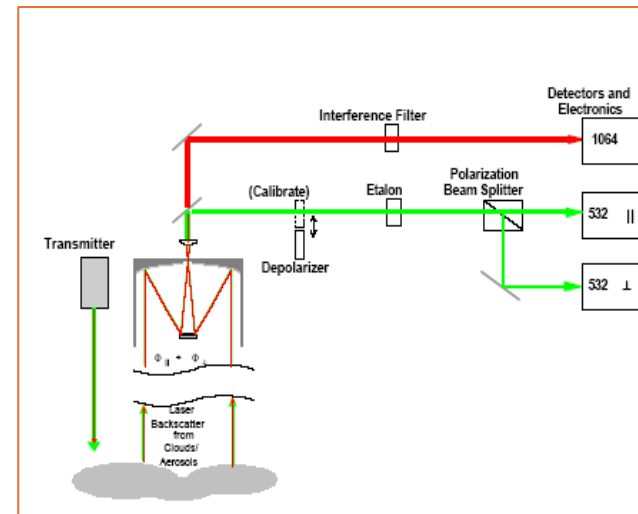 Detectors and
Electronics
Interference Filter
1064
Polarization
Beam Splitter
(Calibrate)
Etalon
532 ||
Transmitter
Depolarizer
532 ⊥
Φ || + Φ ⊥
Laser
Backscatter
from
Clouds/
Aerosols